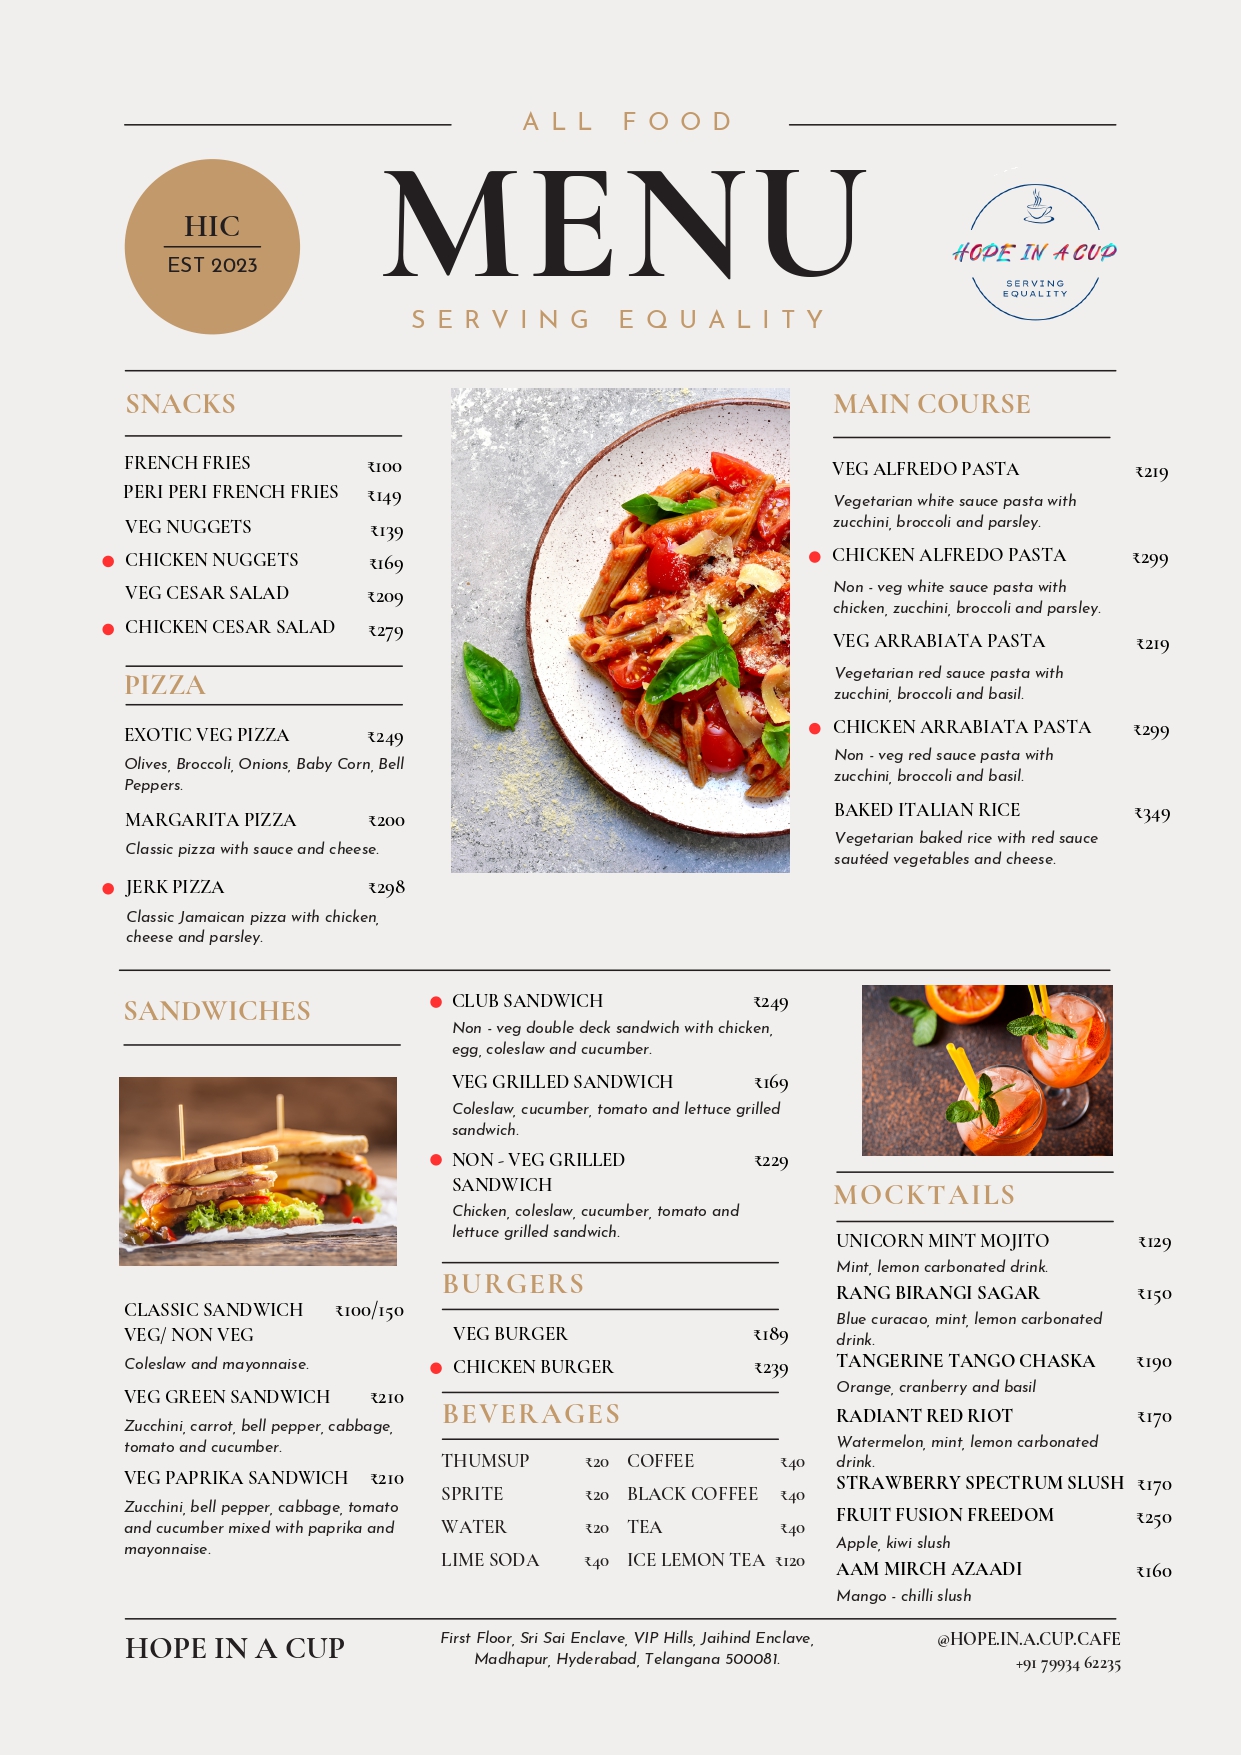 ALL FOOD
HIC
EST 2023
MENU
SERVING EQUALITY
HOPE IN A CUP
SERVING
EQUALITY
SNACKS
FRENCH FRIES ₹100
PERI PERI FRENCH FRIES ₹149
VEG NUGGETS ₹139
CHICKEN NUGGETS ₹169
VEG CESAR SALAD ₹209
CHICKEN CESAR SALAD ₹279
PIZZA
EXOTIC VEG PIZZA ₹249
Olives, Broccoli, Onions, Baby Corn, Bell
Peppers.
MARGARITA PIZZA ₹200
Classic pizza with sauce and cheese.
JERK PIZZA ₹298
Classic Jamaican pizza with chicken,
cheese and parsley.
MAIN COURSE
VEG ALFREDO PASTA ₹219
Vegetarian white sauce pasta with
zucchini, broccoli and parsley.
CHICKEN ALFREDO PASTA ₹299
Non - veg white sauce pasta with
chicken, zucchini, broccoli and parsley.
VEG ARRABIATA PASTA ₹219
Vegetarian red sauce pasta with
zucchini, broccoli and basil.
CHICKEN ARRABIATA PASTA ₹299
Non - veg red sauce pasta with
zucchini, broccoli and basil.
BAKED ITALIAN RICE ₹349
Vegetarian baked rice with red sauce
sautéed vegetables and cheese.
SANDWICHES
CLASSIC SANDWICH ₹100/150
VEG/ NON VEG
Coleslaw and mayonnaise.
VEG GREEN SANDWICH ₹210
Zucchini, carrot, bell pepper, cabbage,
tomato and cucumber.
VEG PAPRIKA SANDWICH ₹210
Zucchini, bell pepper, cabbage, tomato
and cucumber mixed with paprika and
mayonnaise.
CLUB SANDWICH ₹249
Non - veg double deck sandwich with chicken,
egg, coleslaw and cucumber.
VEG GRILLED SANDWICH ₹169
Coleslaw, cucumber, tomato and lettuce grilled
sandwich.
NON - VEG GRILLED ₹229
SANDWICH
Chicken, coleslaw, cucumber, tomato and
lettuce grilled sandwich.
BURGERS
VEG BURGER ₹189
CHICKEN BURGER ₹239
BEVERAGES
THUMSUP ₹20 COFFEE ₹40
SPRITE ₹20 BLACK COFFEE ₹40
WATER ₹20 TEA ₹40
LIME SODA ₹40 ICE LEMON TEA ₹120
MOCKTAILS
UNICORN MINT MOJITO ₹129
Mint, lemon carbonated drink.
RANG BIRANGI SAGAR ₹150
Blue curacao, mint, lemon carbonated
drink.
TANGERINE TANGO CHASKA ₹190
Orange, cranberry and basil
RADIANT RED RIOT ₹170
Watermelon, mint, lemon carbonated
drink.
STRAWBERRY SPECTRUM SLUSH ₹170
FRUIT FUSION FREEDOM ₹250
Apple, kiwi slush
AAM MIRCH AZAADI ₹160
Mango - chilli slush
HOPE IN A CUP
First Floor, Sri Sai Enclave, VIP Hills, Jaihind Enclave,
Madhapur, Hyderabad, Telangana 500081.
@HOPE.IN.A.CUP.CAFE
+91 79934 62235